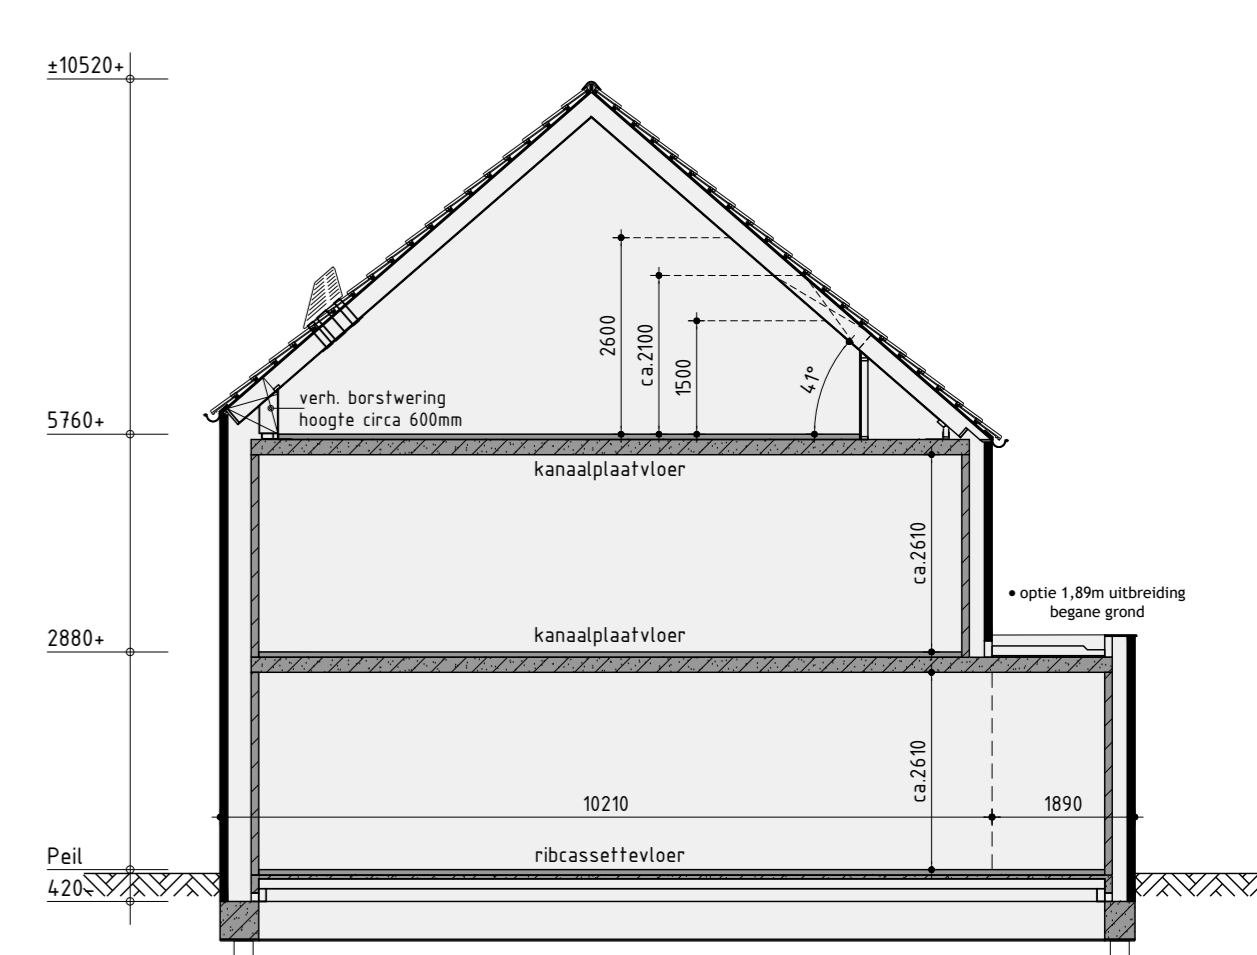 ±10520+
2600
ca.2100
1500
41°
verh. borstwering
hoogte circa 600mm
5760+
kanaalplaatvloer
ca.2610
• optie 1,89m uitbreiding
begane grond
kanaalplaatvloer
2880+
ca.2610
10210
1890
Peil
ribcassettevloer
420-